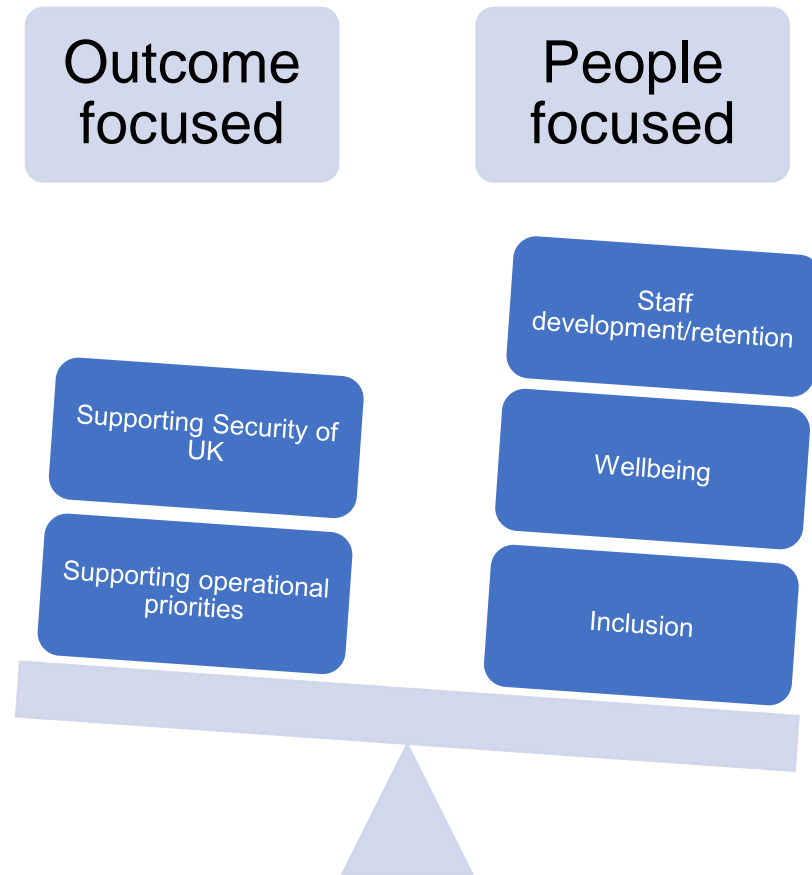 Outcome
focused
People
focused
Supporting Security of
UK
Supporting operational
priorities
Staff
development/retention
Wellbeing
Inclusion